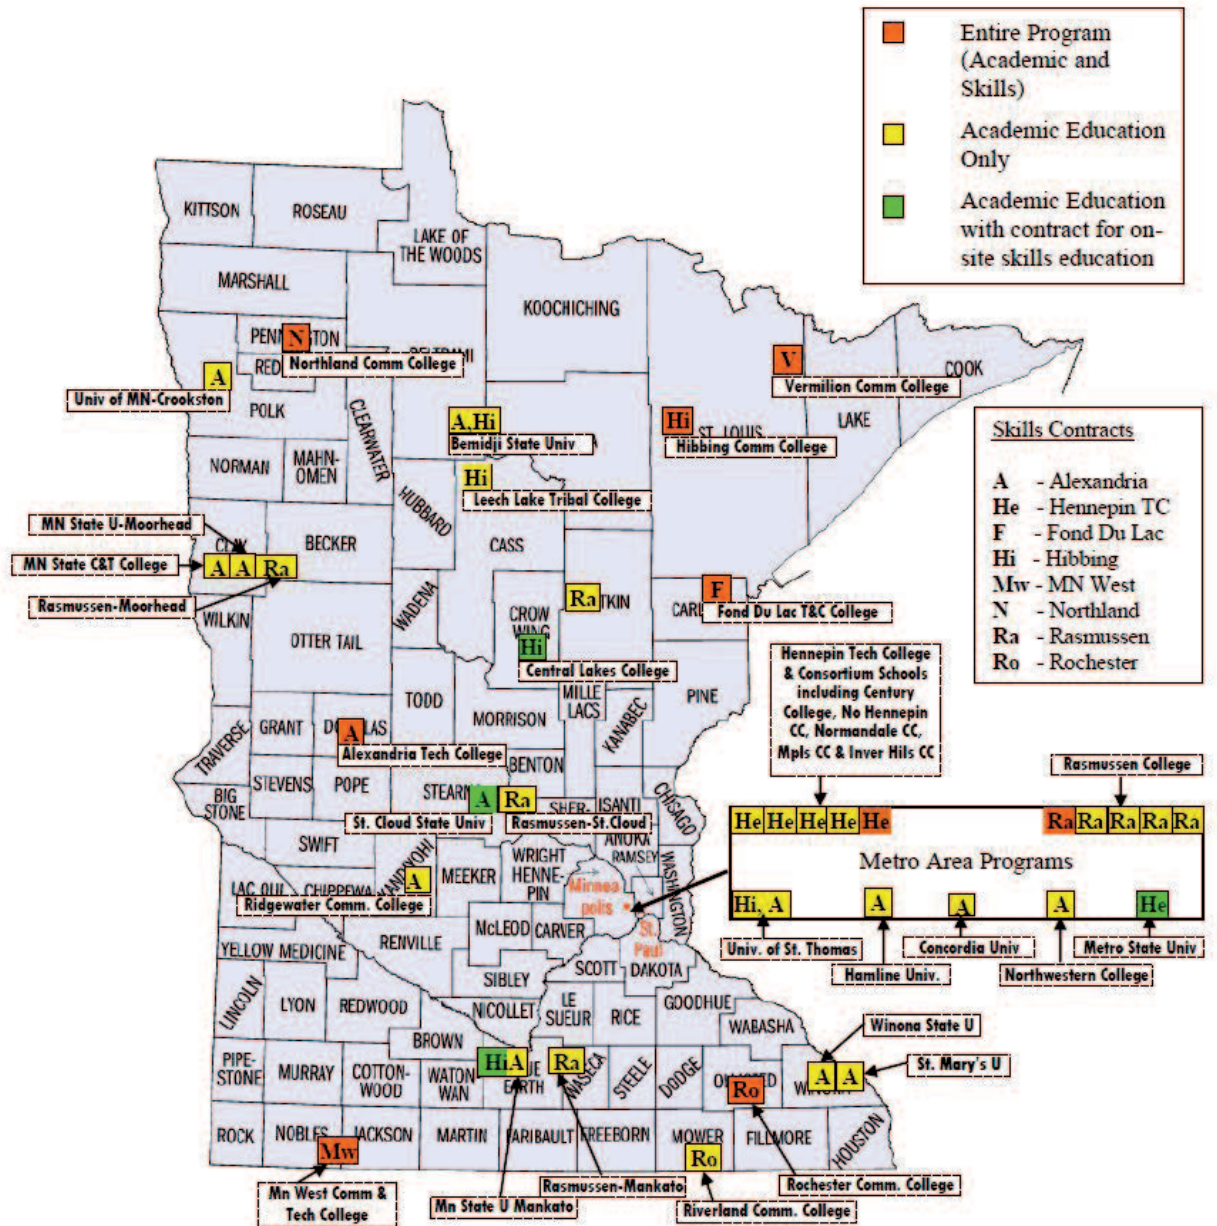 Entire Program
(Academic and
Skills)
Academic Education
Only
Academic Education
with contract for on-
site skills education
KITTSON
ROSEAU
LAKE OF
THE WOODS
MARSHALL
KOOCHICHING
N
Northland Comm College
A
Univ of MN-Crookston
POLK
CLEARWATER
V
Vermilion Comm College
COOK
LAKE
A,Hi
Bemidji State Univ
Hi
ST. LOUIS
Hibbing Comm College
Skills Contracts
A - Alexandria
He - Hennepin TC
F - Fond Du Lac
Hi - Hibbing
Mw - MN West
N - Northland
Ra - Rasmussen
Ro - Rochester
NORMAN
MAHN-
OMEN
HUBBARD
Hi
Leech Lake Tribal College
MN State U-Moorhead
MN State C&T College
Rasmussen-Moorhead
A A Ra
BECKER
CASS
WADENA
WILKIN
OTTER TAIL
CROW
WING
Hi
Central Lakes College
Ra
F
Fond Du Lac T&C College
Hennepin Tech College
& Consortium Schools
including Century
College, No Hennepin
CC, Normandale CC,
Mpls CC & Inver Hils CC
TODD
MORRISON
MILLE
LACS
KANABEC
PINE
TRAVERSE
GRANT
A
Alexandria Tech College
BENTON
STEVENS
POPE
BIG
STONE
A
St. Cloud State Univ
Ra
Rasmussen-St.Cloud
ISANTI
CHISAGO
Rasmussen College
He He He He He
Ra Ra Ra Ra Ra
Metro Area Programs
Hi, A
A
A
A
He
Univ. of St. Thomas
Hamline Univ.
Concordia Univ
Northwestern College
Metro State Univ
SWIFT
MEEKER
WRIGHT
HENNE-
PIN
ANOKA
RAMSEY
WASHINGTON
Minnea
polis
St.
Paul
A
Ridgewater Comm. College
YELLOW MEDICINE
RENVILLE
McLEOD
CARVER
SCOTT
DAKOTA
SIBLEY
LINCOLN
LYON
REDWOOD
NICOLLET
LE
SUEUR
RICE
GOODHUE
WABASHA
BROWN
PIPE-
STONE
MURRAY
COTTON-
WOOD
WATON
WAN
HiA
Mn State U Mankato
Ra
Rasmussen-Mankato
WASECA
STEELE
DODGE
Ro
Rochester Comm. College
Winona State U
St. Mary's U
A A
ROCK
NOBLES
JACKSON
MARTIN
FARIBAULT
FREEBORN
MOWER
FILLMORE
HOUSTON
Mw
Mn West Comm &
Tech College
Ro
Riverland Comm. College